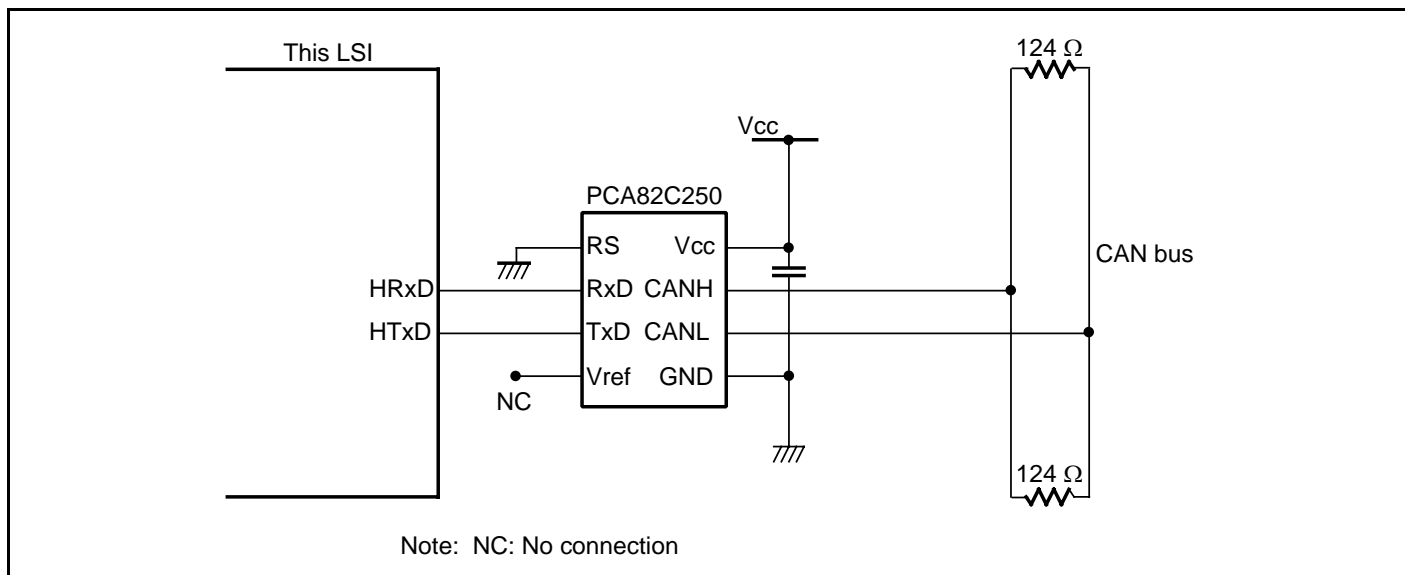 This LSI
124 Ω
Vcc
PCA82C250
RS Vcc
CAN bus
HRxD RxD CANH
HTxD TxD CANL
Vref GND
NC
124 Ω
Note: NC: No connection